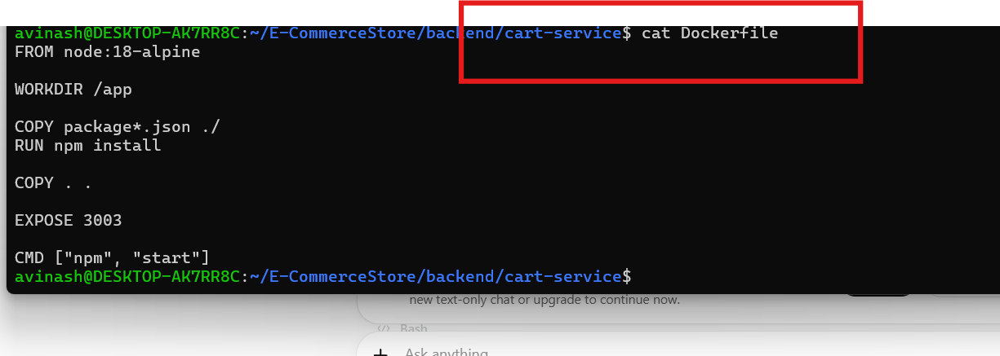 avinash@DESKTOP-AK7RR8C:~/E-CommerceStore/backend/cart-service$ cat Dockerfile
FROM node:18-alpine
WORKDIR /app
COPY package*.json ./
RUN npm install
COPY . .
EXPOSE 3003
CMD ["npm", "start"]
avinash@DESKTOP-AK7RR8C:~/E-CommerceStore/backend/cart-service$
new text-only chat or upgrade to continue now.
</> Bash
+ Ask anything